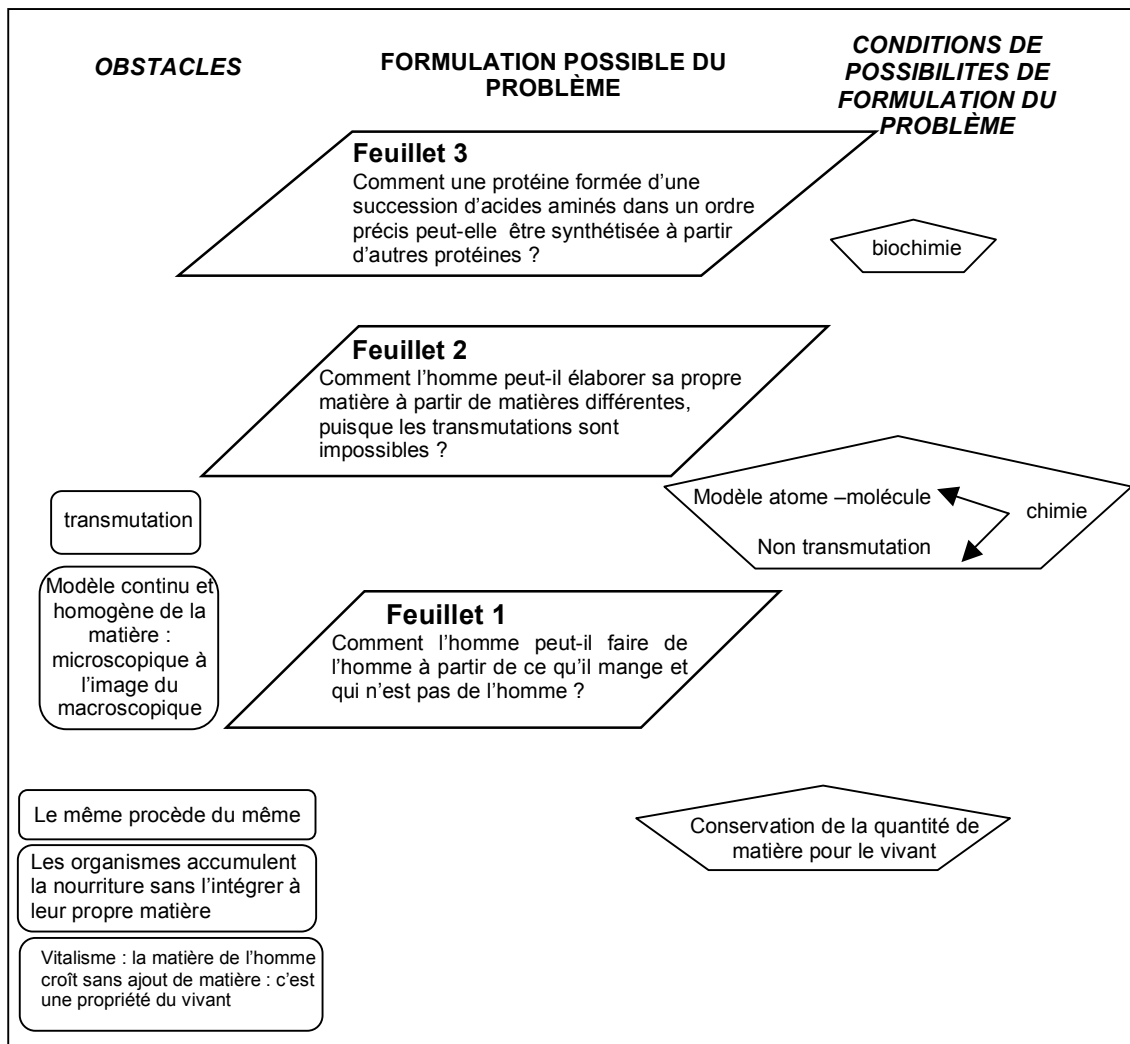 OBSTACLES
FORMULATION POSSIBLE DU
PROBLÈME
CONDITIONS DE
POSSIBILITES DE
FORMULATION DU
PROBLÈME
Feuillet 3
Comment une protéine formée d'une
succession d'acides aminés dans un ordre
précis peut-elle être synthétisée à partir
d'autres protéines ?
biochimie
Feuillet 2
Comment l'homme peut-il élaborer sa propre
matière à partir de matières différentes,
puisque les transmutations sont
impossibles ?
transmutation
Modèle atome –molécule
chimie
Non transmutation
Modèle continu et
homogène de la
matière :
microscopique à
l'image du
macroscopique
Feuillet 1
Comment l'homme peut-il faire de
l'homme à partir de ce qu'il mange et
qui n'est pas de l'homme ?
Le même procède du même
Conservation de la quantité de
matière pour le vivant
Les organismes accumulent
la nourriture sans l'intégrer à
leur propre matière
Vitalisme : la matière de l'homme
croît sans ajout de matière : c'est
une propriété du vivant